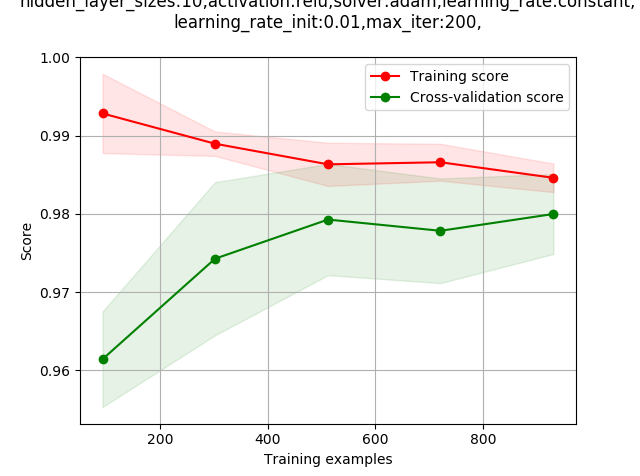 hidden_layer_sizes:10,activation:relu,solver:adam,learning_rate:constant,
learning_rate_init:0.01,max_iter:200,
1.00
Training score
Cross-validation score
0.99
0.98
Score
0.97
0.96
200
400
600
800
Training examples